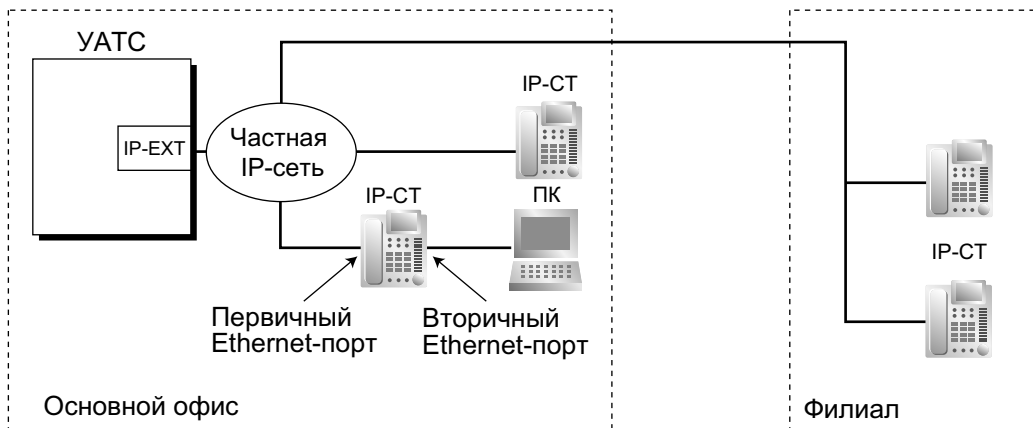 УАТС
IP-EXT
Частная
IP-сеть
IP-СТ
IP-СТ
ПК
Первичный
Ethernet-порт
Вторичный
Ethernet-порт
Основной офис
IP-СТ
Филиал